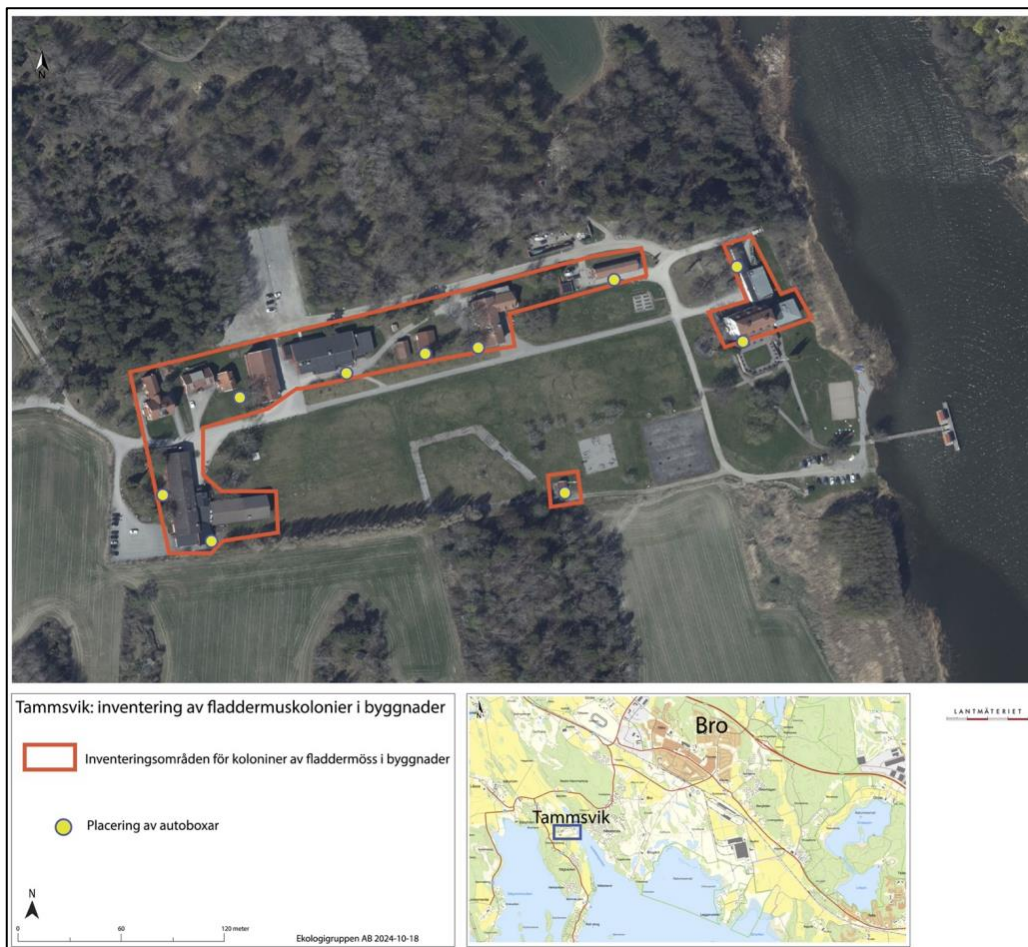 N
Tammsvik: inventering av fladdermuskolonier i byggnader
Inventeringsområden för koloniner av fladdermöss i byggnader
Placering av autoboxar
N
0 60 120 meter
Ekologigruppen AB 2024-10-18
Bro
Tammsvik
LANTMÄTERIET